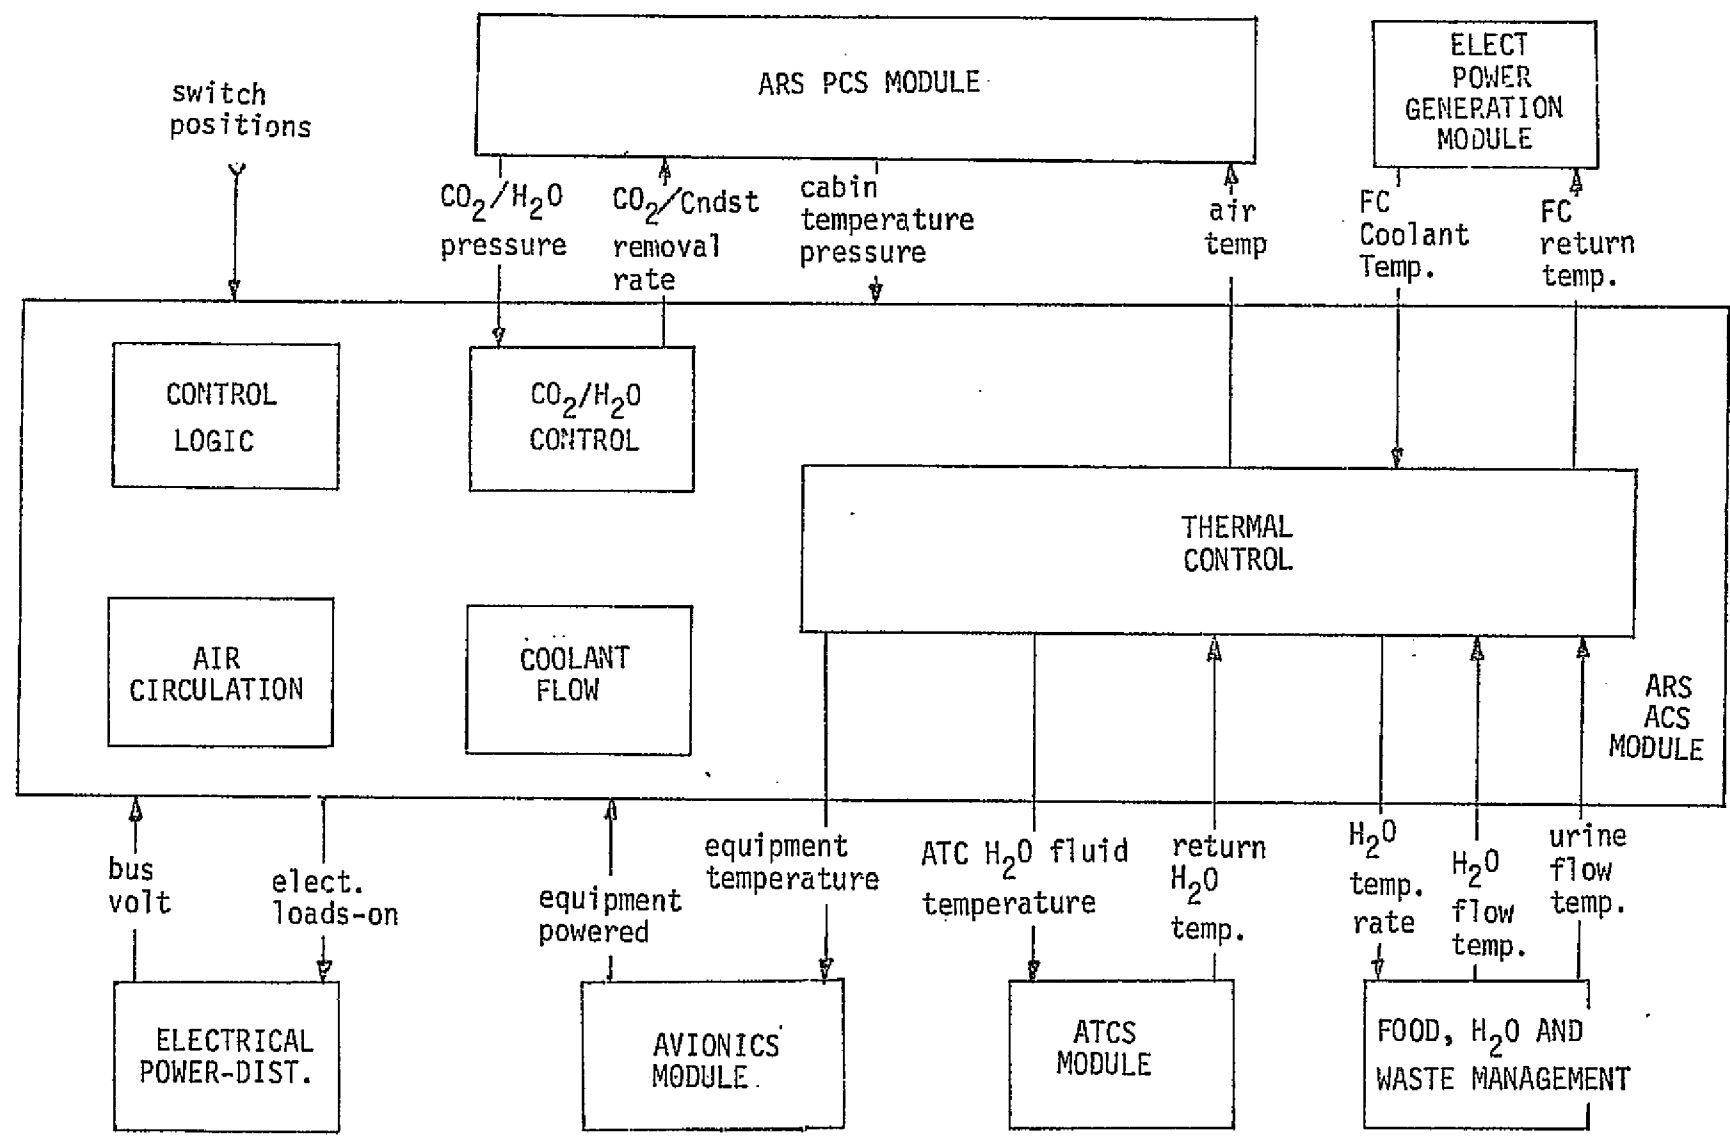 ARS PCS MODULE
ELECT
POWER
GENERATION
MODULE
switch
positions
CO2/H2O
pressure
CO2/Cndst
removal
rate
cabin
temperature
pressure
air
temp
FC
Coolant
Temp.
FC
return
temp.
CONTROL
LOGIC
CO2/H2O
CONTROL
THERMAL
CONTROL
AIR
CIRCULATION
COOLANT
FLOW
ARS
ACS
MODULE
bus
volt
elect.
loads-on
equipment
powered
equipment
temperature
ATC H2O fluid
temperature
return
H2O
temp.
H2O
temp.
rate
H2O
flow
temp.
urine
flow
temp.
ELECTRICAL
POWER-DIST.
AVIONICS
MODULE
ATCS
MODULE
FOOD, H2O AND
WASTE MANAGEMENT